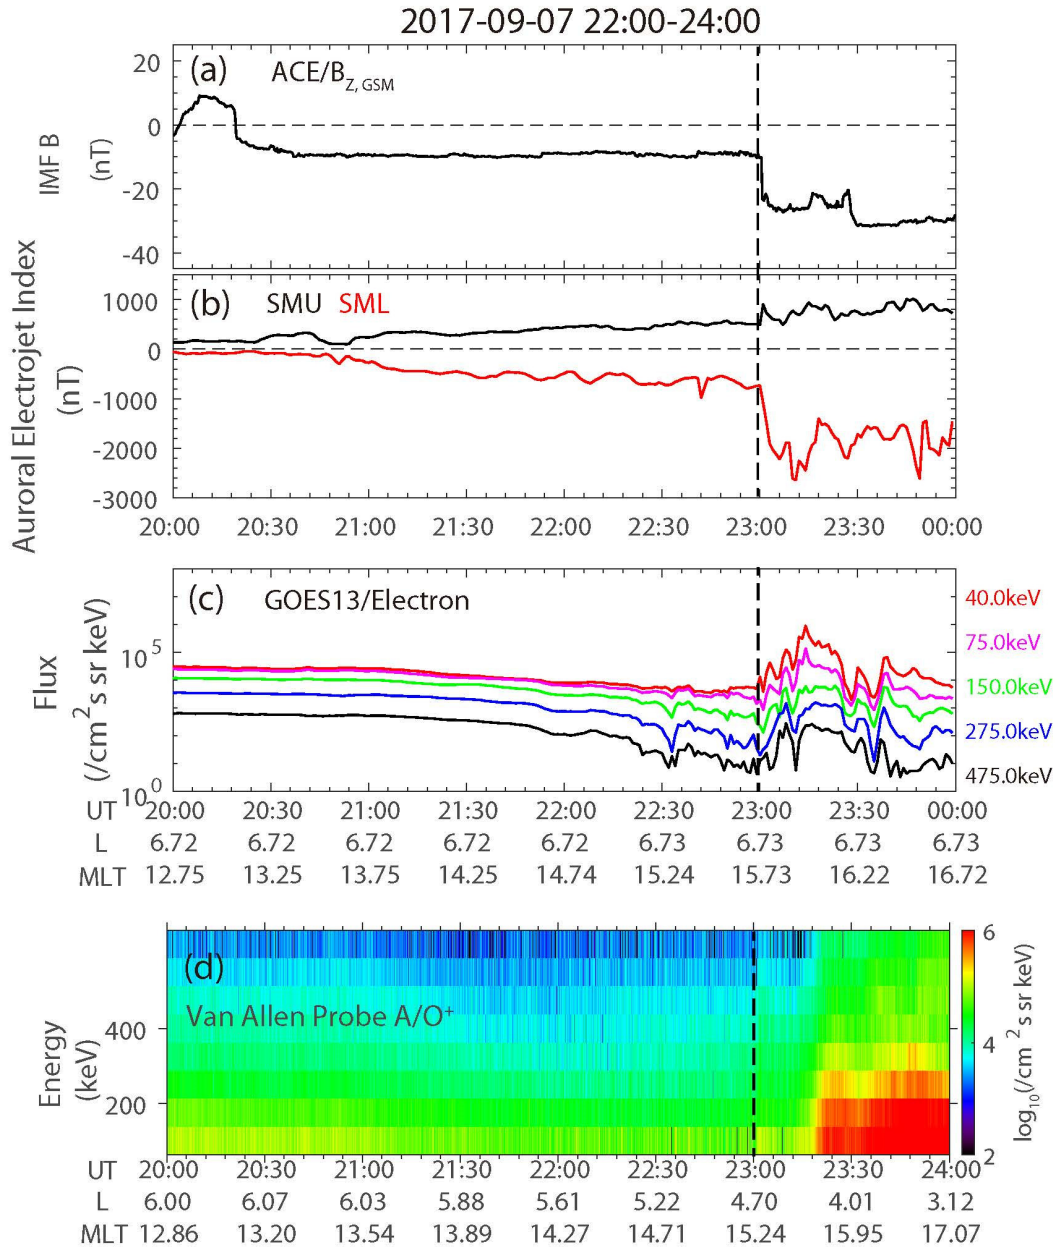 2017-09-07 22:00-24:00
(a) ACE/B_Z, GSM
20
0
-20
-40
IMF B
(nT)
(b) SMU SML
1000
0
-1000
-2000
-3000
Auroral Electrojet Index
(nT)
20:00 20:30 21:00 21:30 22:00 22:30 23:00 23:30 00:00
(c) GOES13/Electron
10^5
10^0
Flux
(/cm^2 s sr keV)
40.0keV
75.0keV
150.0keV
275.0keV
475.0keV
UT 20:00 20:30 21:00 21:30 22:00 22:30 23:00 23:30 00:00
L 6.72 6.72 6.72 6.72 6.72 6.73 6.73 6.73 6.73
MLT 12.75 13.25 13.75 14.25 14.74 15.24 15.73 16.22 16.72
(d)
Van Allen Probe A/O+
400
200
Energy
(keV)
6
4
2
log10(/cm^2 s sr keV)
UT 20:00 20:30 21:00 21:30 22:00 22:30 23:00 23:30 24:00
L 6.00 6.07 6.03 5.88 5.61 5.22 4.70 4.01 3.12
MLT 12.86 13.20 13.54 13.89 14.27 14.71 15.24 15.95 17.07